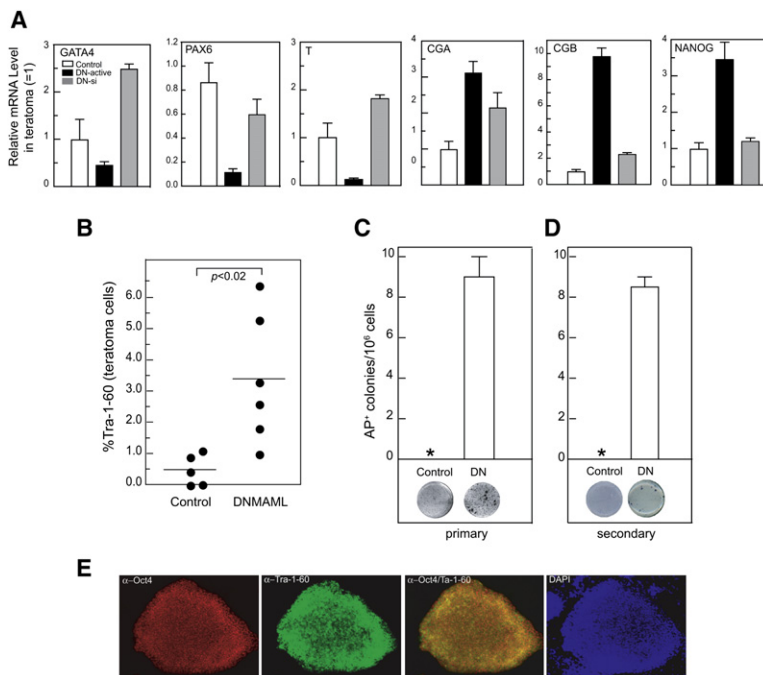 A
GATA4
Control
DN-active
DN-si
PAX6
T
CGA
CGB
NANOG
Relative mRNA Level
in teratoma (=1)
3
2
1
0
1.0
0.8
0.6
0.4
0.2
0.0
3
2
1
0
4
3
2
1
0
10
8
6
4
2
0
4
3
2
1
0
B
p<0.02
%Tra-1-60 (teratoma cells)
6.0
5.0
4.0
3.0
2.0
1.0
0.0
Control DNMAML
C
AP+ colonies/10⁶ cells
10
8
6
4
2
0
*
Control DN
primary
D
10
8
6
4
2
0
*
Control DN
secondary
E
α-Oct4
α-Tra-1-60
α-Oct4/Ta-1-60
DAPI